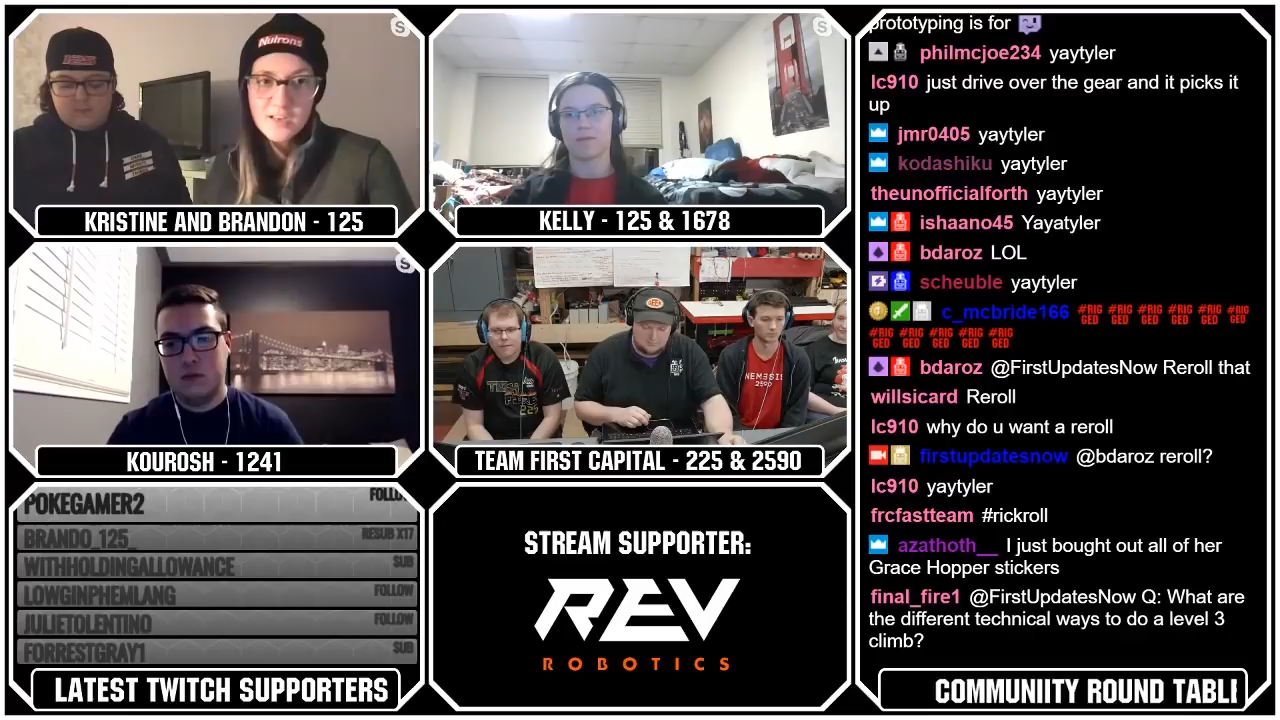 Nutrons
KRISTINE AND BRANDON - 125
KELLY - 125 & 1678
KOUROSH - 1241
GEEK
NEMESIS
2590
TEAM FIRST CAPITAL - 225 & 2590
POKEGAMER2 FOLLOW
BRANDO_125_ RESUB X17
WITHHOLDINGALLOWANCE SUB
LOWGINPHEMLANG FOLLOW
JULIETOLENTINO FOLLOW
FORRESTGRAY1 SUB
LATEST TWITCH SUPPORTERS
STREAM SUPPORTER:
REV
ROBOTICS
prototyping is for
philmcjoe234 yaytyler
lc910 just drive over the gear and it picks it
up
jmr0405 yaytyler
kodashiku yaytyler
theunofficialforth yaytyler
ishaano45 Yayatyler
bdaroz LOL
scheuble yaytyler
c_mcbride166 #RIGGED #RIGGED #RIGGED #RIGGED #RIGGED #RIGGED
#RIGGED #RIGGED #RIGGED #RIGGED #RIGGED
bdaroz @FirstUpdatesNow Reroll that
willsicard Reroll
lc910 why do u want a reroll
firstupdatesnow @bdaroz reroll?
lc910 yaytyler
frcfastteam #rickroll
azathoth__ I just bought out all of her
Grace Hopper stickers
final_fire1 @FirstUpdatesNow Q: What are
the different technical ways to do a level 3
climb?
COMMUNIITY ROUND TABLE